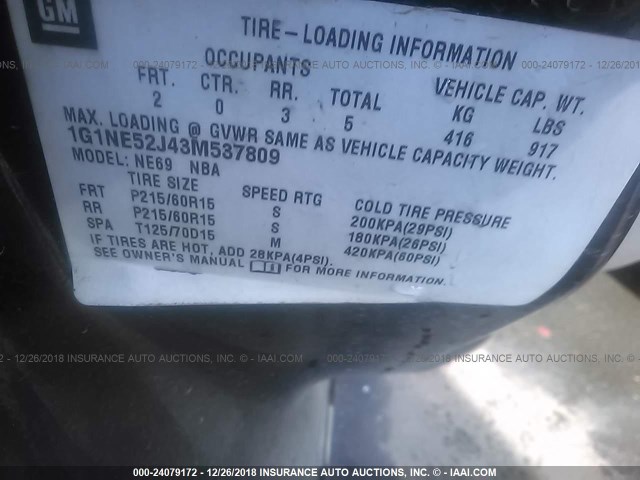 GM
TIRE-LOADING INFORMATION
OCCUPANTS VEHICLE CAP. WT.
FRT. CTR. RR. TOTAL KG LBS
2 0 3 5 416 917
MAX. LOADING @ GVWR SAME AS VEHICLE CAPACITY WEIGHT.
1G1NE52J43M537809
MODEL: NE69 NBA
TIRE SIZE SPEED RTG COLD TIRE PRESSURE
FRT P215/60R15 S 200KPA(29PSI)
RR P215/60R15 S 180KPA(26PSI)
SPA T125/70D15 M 420KPA(60PSI)
IF TIRES ARE HOT, ADD 28KPA(4PSI).
SEE OWNER'S MANUAL FOR MORE INFORMATION.
000-24079172 - 12/26/2018 INSURANCE AUTO AUCTIONS, INC. © - IAAI.COM